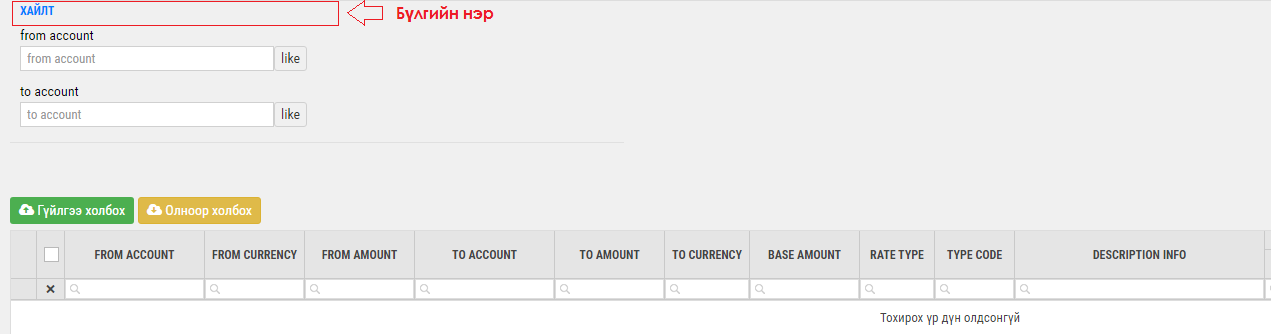 ХАЙЛТ
Бүлгийн нэр
from account
from account like
to account
to account like
Гүйлгээ холбох Олноор холбох
FROM ACCOUNT FROM CURRENCY FROM AMOUNT TO ACCOUNT TO AMOUNT TO CURRENCY BASE AMOUNT RATE TYPE TYPE CODE DESCRIPTION INFO
Тохирох үр дүн олдсонгүй